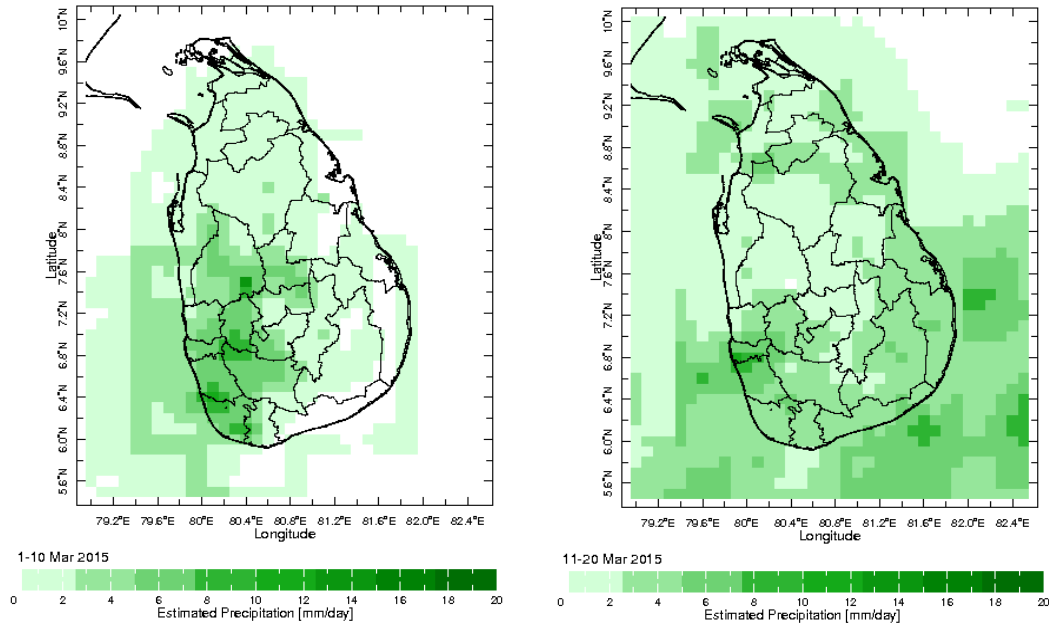 10°N
9.6°N
9.2°N
8.8°N
8.4°N
8°N
7.6°N
7.2°N
6.8°N
6.4°N
6.0°N
5.6°N
Latitude
79.2°E 79.6°E 80°E 80.4°E 80.8°E 81.2°E 81.6°E 82.0°E 82.4°E
Longitude
1-10 Mar 2015
0 2 4 6 8 10 12 14 16 18 20
Estimated Precipitation [mm/day]
10°N
9.6°N
9.2°N
8.8°N
8.4°N
8°N
7.6°N
7.2°N
6.8°N
6.4°N
6.0°N
5.6°N
Latitude
79.2°E 79.6°E 80°E 80.4°E 80.8°E 81.2°E 81.6°E 82.0°E 82.4°E
Longitude
11-20 Mar 2015
0 2 4 6 8 10 12 14 16 18 20
Estimated Precipitation [mm/day]